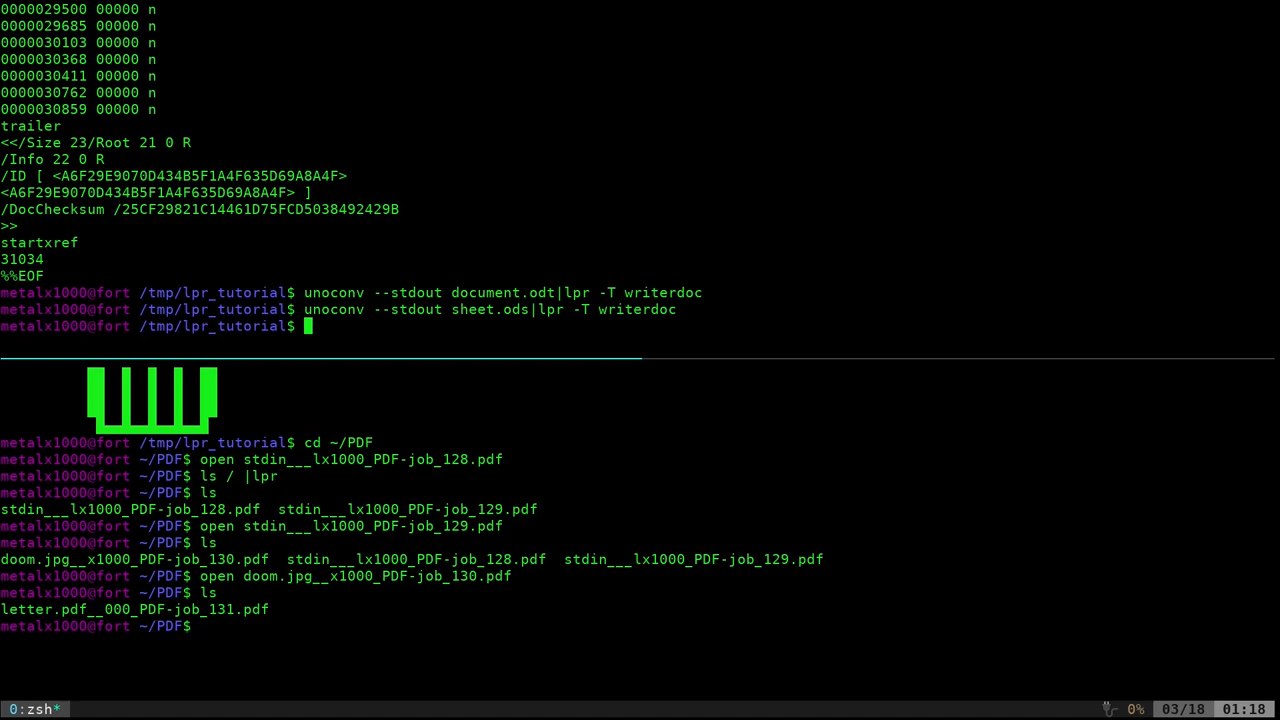 0000029500 00000 n
0000029685 00000 n
0000030103 00000 n
0000030368 00000 n
0000030411 00000 n
0000030762 00000 n
0000030859 00000 n
trailer
<</Size 23/Root 21 0 R
/Info 22 0 R
/ID [ <A6F29E9070D434B5F1A4F635D69A8A4F>
<A6F29E9070D434B5F1A4F635D69A8A4F> ]
/DocChecksum /25CF29821C14461D75FCD5038492429B
>>
startxref
31034
%%EOF
metalx1000@fort /tmp/lpr_tutorial$ unoconv --stdout document.odt|lpr -T writerdoc
metalx1000@fort /tmp/lpr_tutorial$ unoconv --stdout sheet.ods|lpr -T writerdoc
metalx1000@fort /tmp/lpr_tutorial$
metalx1000@fort /tmp/lpr_tutorial$ cd ~/PDF
metalx1000@fort ~/PDF$ open stdin___lx1000_PDF-job_128.pdf
metalx1000@fort ~/PDF$ ls / |lpr
metalx1000@fort ~/PDF$ ls
stdin___lx1000_PDF-job_128.pdf  stdin___lx1000_PDF-job_129.pdf
metalx1000@fort ~/PDF$ open stdin___lx1000_PDF-job_129.pdf
metalx1000@fort ~/PDF$ ls
doom.jpg__x1000_PDF-job_130.pdf  stdin___lx1000_PDF-job_128.pdf  stdin___lx1000_PDF-job_129.pdf
metalx1000@fort ~/PDF$ open doom.jpg__x1000_PDF-job_130.pdf
metalx1000@fort ~/PDF$ ls
letter.pdf__000_PDF-job_131.pdf
metalx1000@fort ~/PDF$
0:zsh* 0% 03/18 01:18